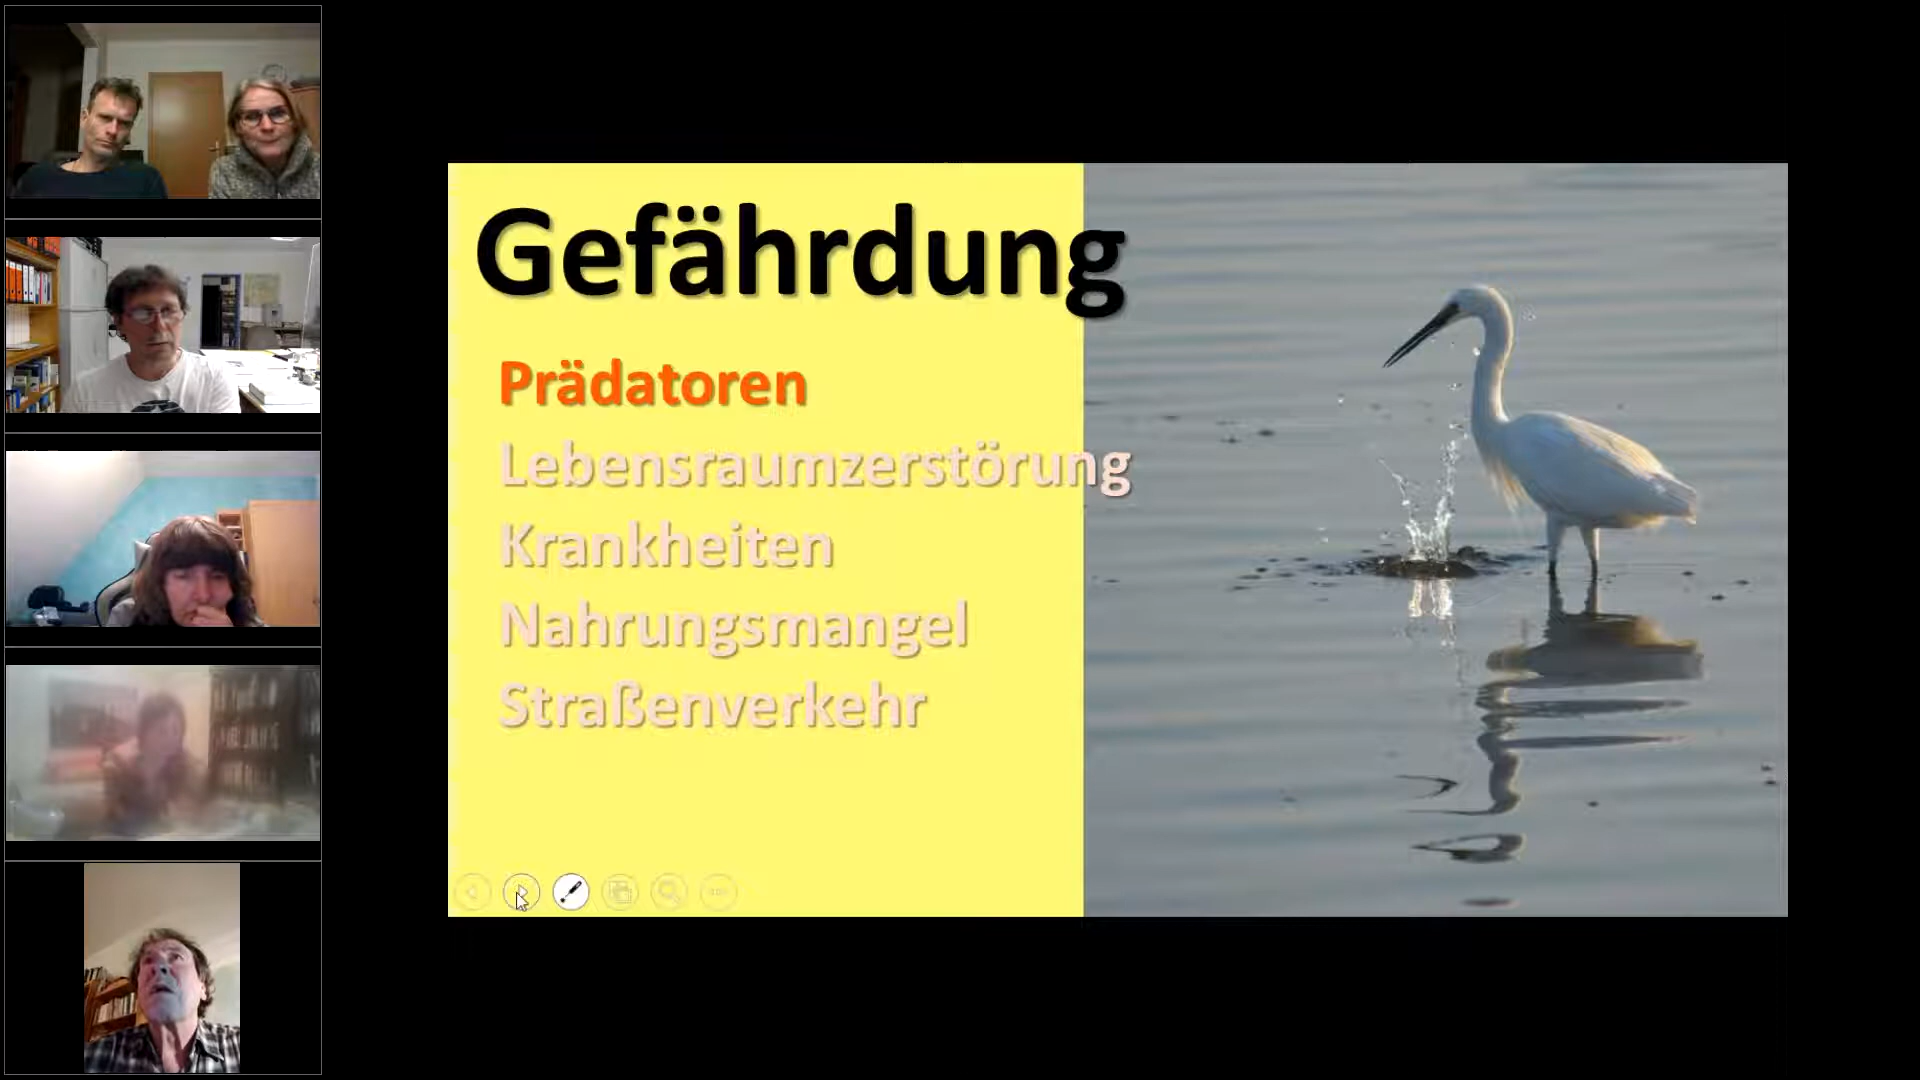 Gefährdung
Prädatoren
Lebensraumzerstörung
Krankheiten
Nahrungsmangel
Straßenverkehr